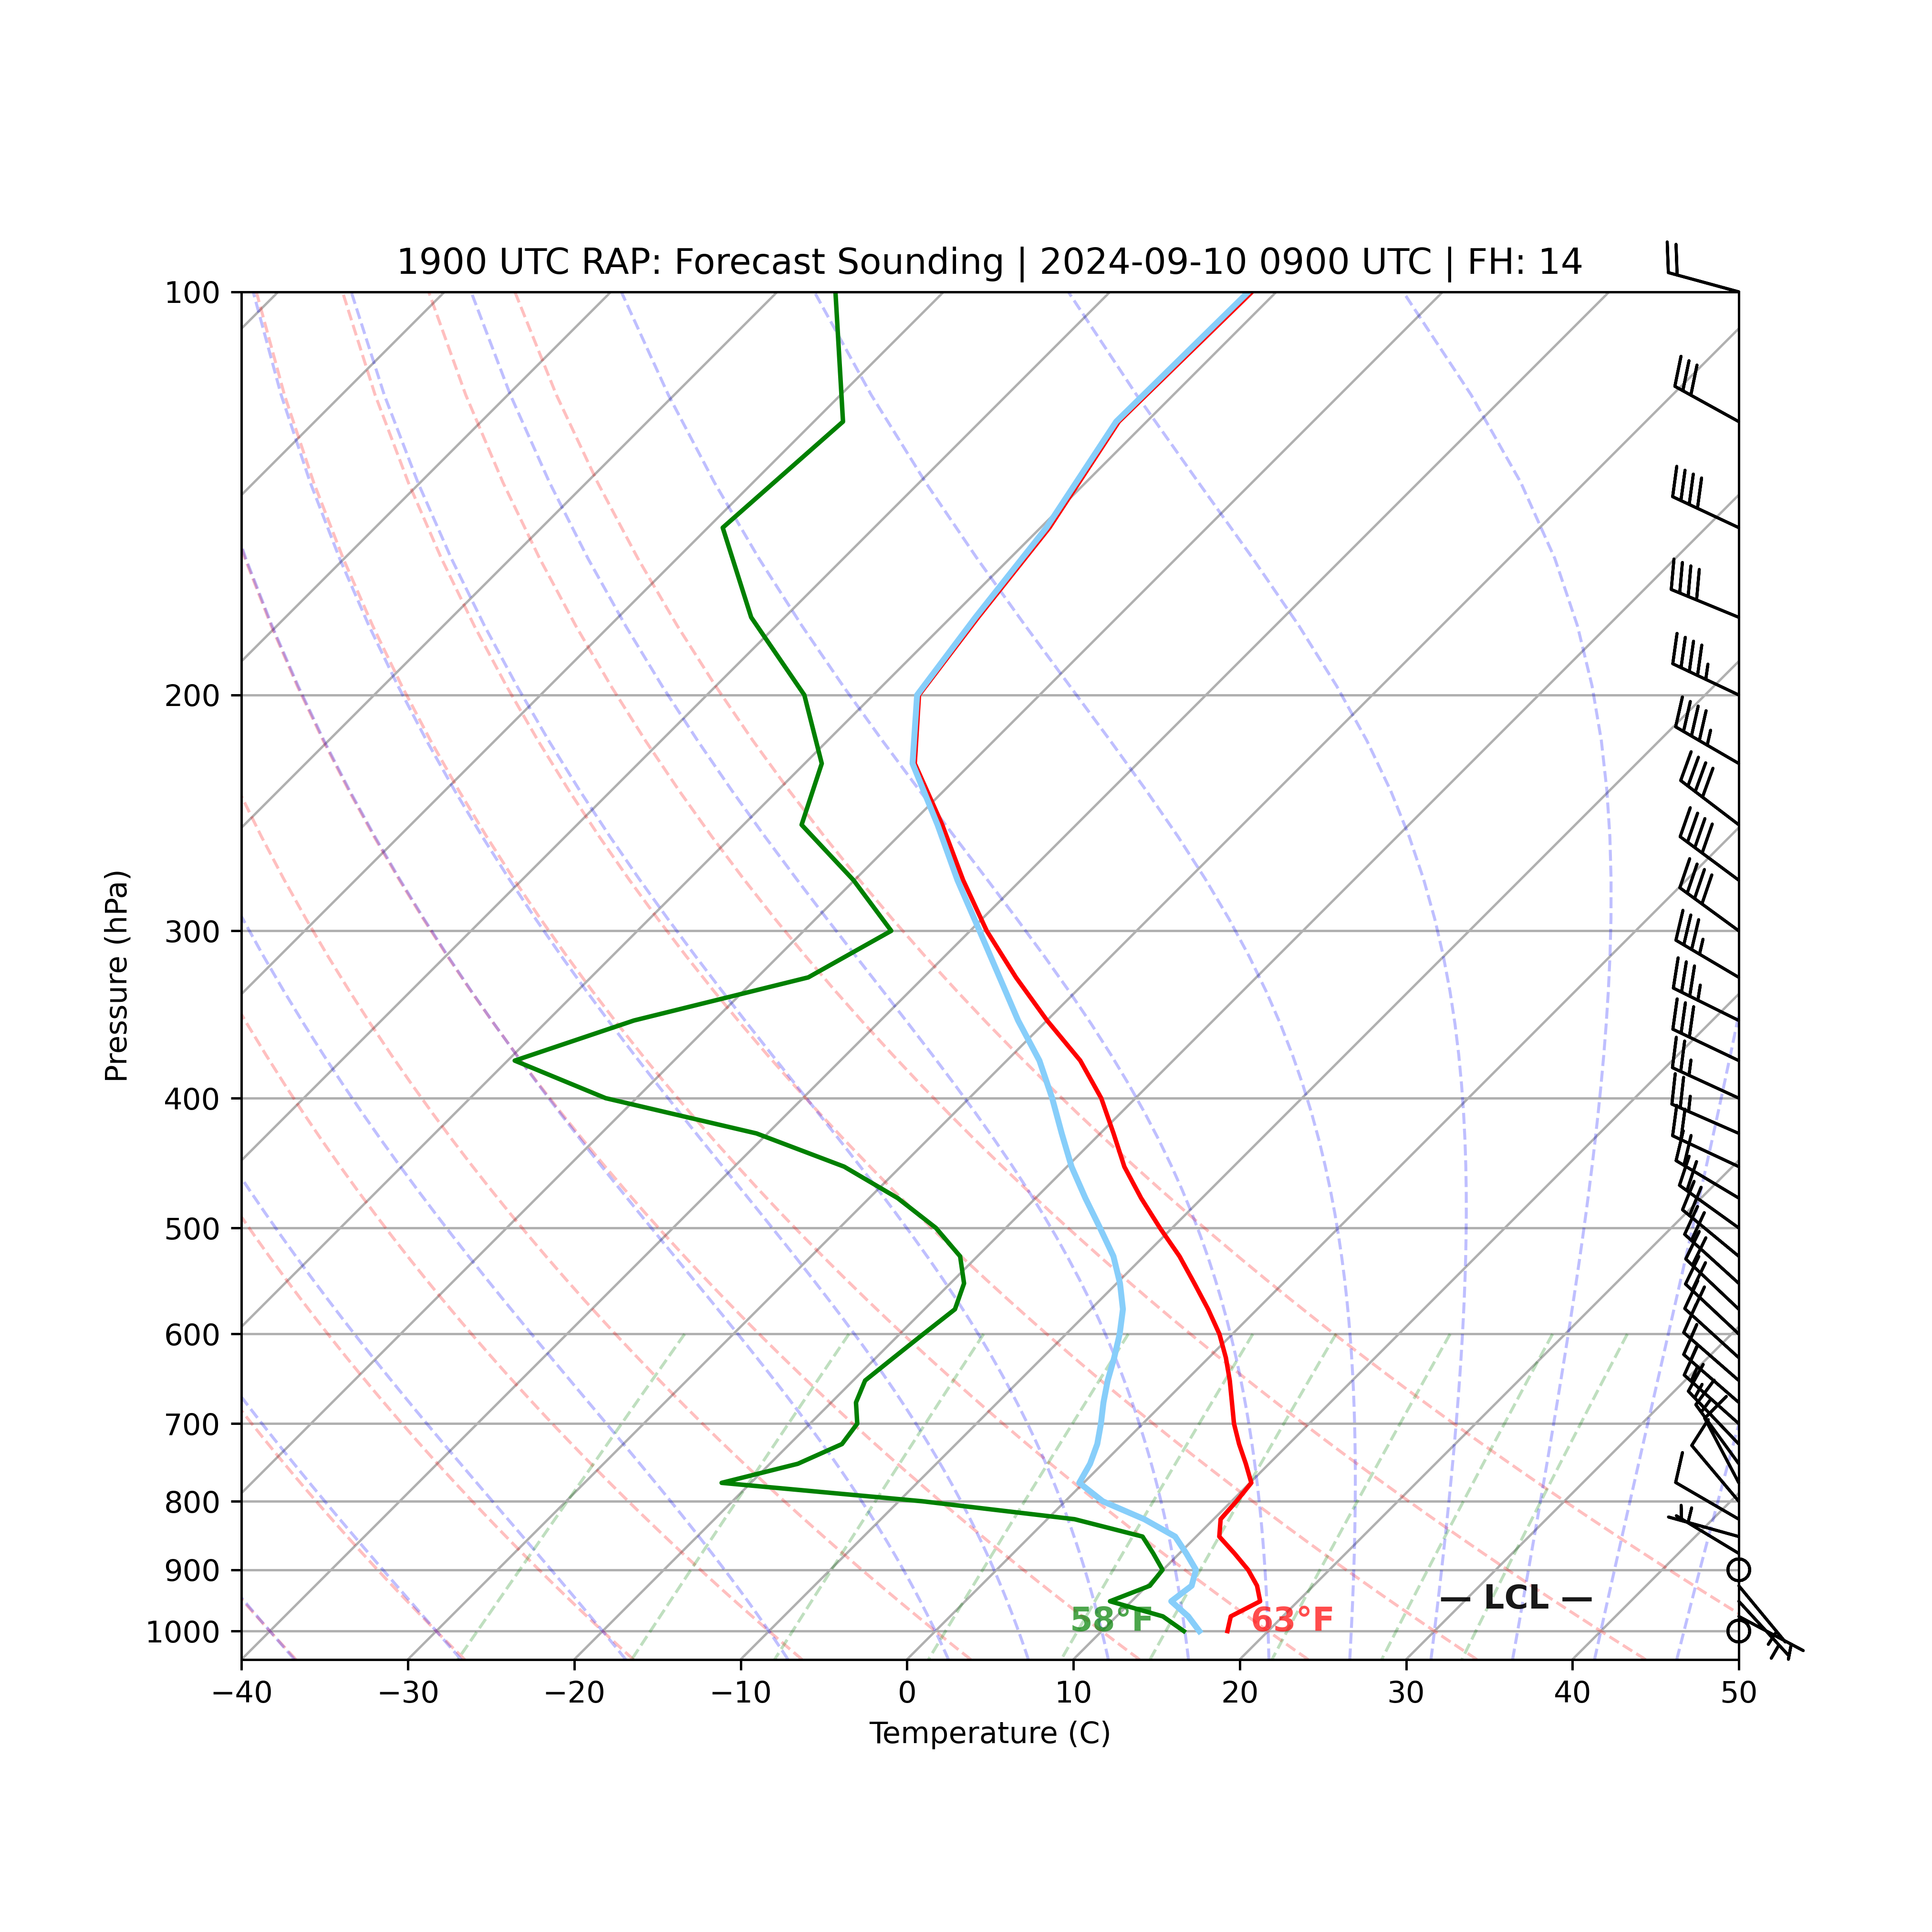 1900 UTC RAP: Forecast Sounding | 2024-09-10 0900 UTC | FH: 14
100
200
300
400
500
600
700
800
900
1000
Pressure (hPa)
— LCL —
58°F
63°F
−40 −30 −20 −10 0 10 20 30 40 50
Temperature (C)